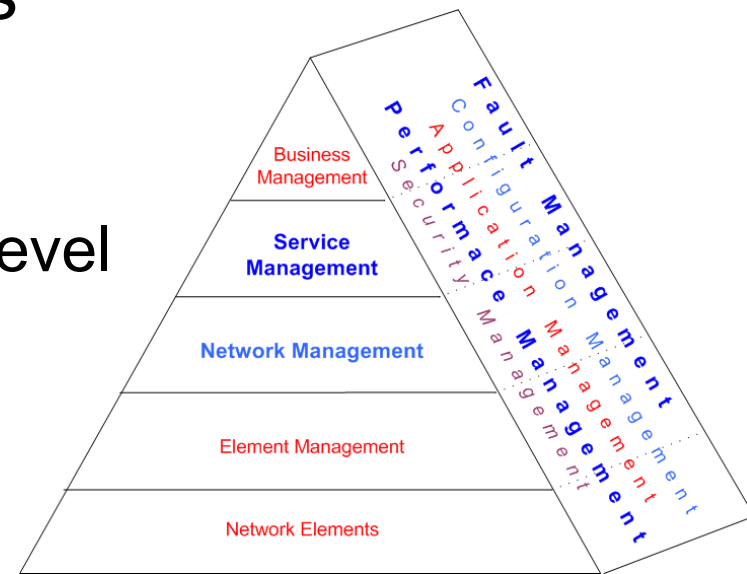 s
evel
Business
Management
Service
Management
Network Management
Element Management
Network Elements
Fault Management
Configuration Management
Application Management
Performace Management
Security Management